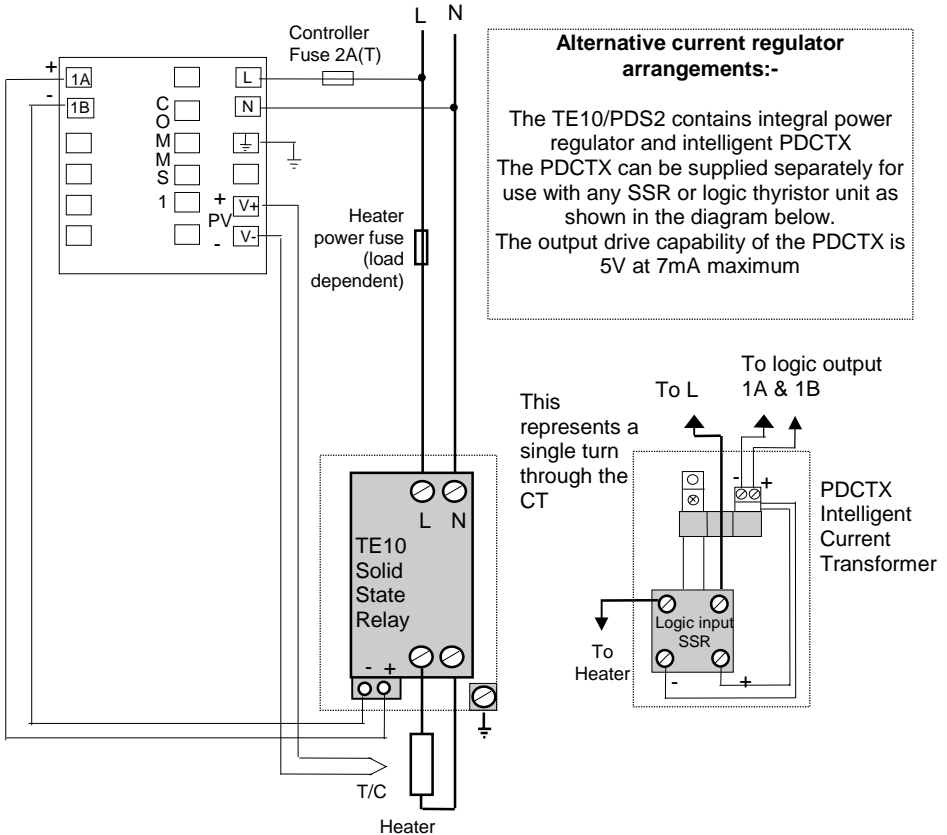 L N
Controller
Fuse 2A(T)
+
1A
L
-
1B
N
C
O
M
M
S
1
+
V+
PV
-
V-
Heater
power fuse
(load
dependent)
Alternative current regulator
arrangements:-
The TE10/PDS2 contains integral power
regulator and intelligent PDCTX
The PDCTX can be supplied separately for
use with any SSR or logic thyristor unit as
shown in the diagram below.
The output drive capability of the PDCTX is
5V at 7mA maximum
L N
TE10
Solid
State
Relay
- +
T/C
Heater
This
represents a
single turn
through the
CT
To L
To logic output
1A & 1B
- +
PDCTX
Intelligent
Current
Transformer
Logic input
SSR
To
Heater
- +